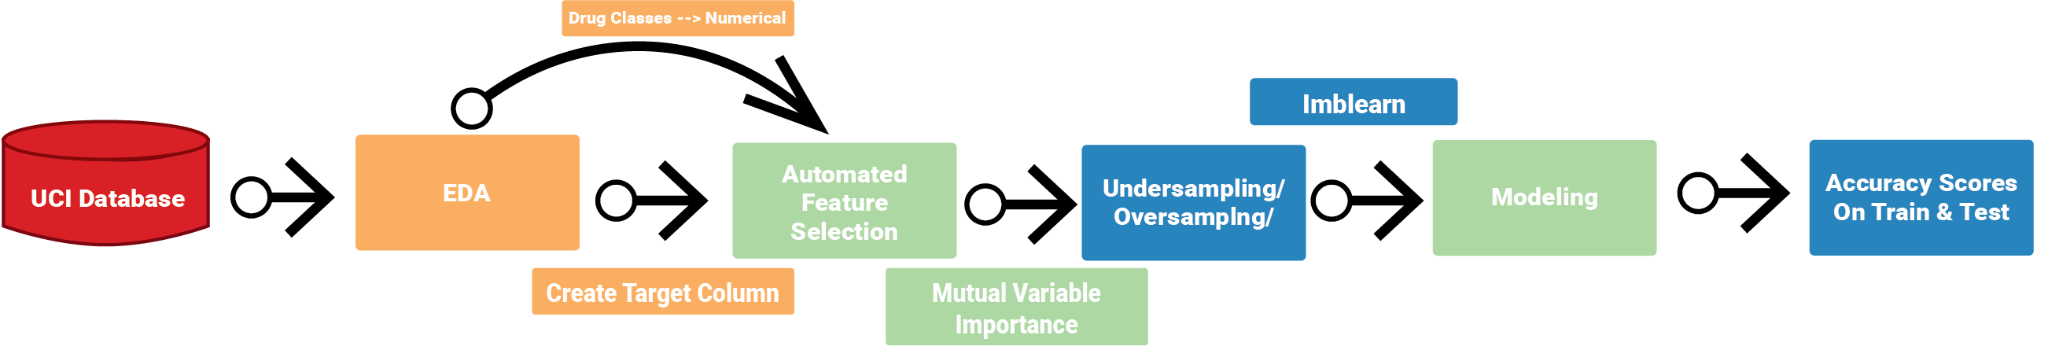 Drug Classes --> Numerical
UCI Database
EDA
Create Target Column
Automated
Feature
Selection
Mutual Variable
Importance
Undersampling/
Oversamplng/
Imblearn
Modeling
Accuracy Scores
On Train & Test